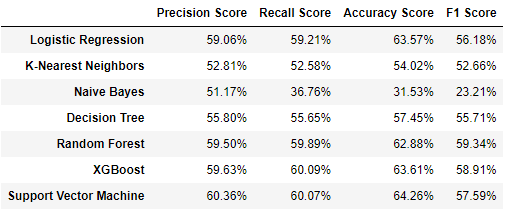 Precision Score Recall Score Accuracy Score F1 Score
Logistic Regression 59.06% 59.21% 63.57% 56.18%
K-Nearest Neighbors 52.81% 52.58% 54.02% 52.66%
Naive Bayes 51.17% 36.76% 31.53% 23.21%
Decision Tree 55.80% 55.65% 57.45% 55.71%
Random Forest 59.50% 59.89% 62.88% 59.34%
XGBoost 59.63% 60.09% 63.61% 58.91%
Support Vector Machine 60.36% 60.07% 64.26% 57.59%